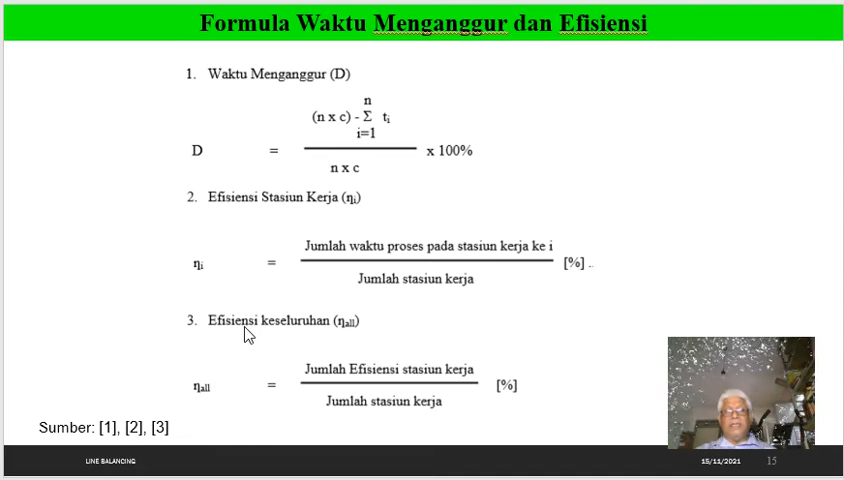 Formula Waktu Menganggur dan Efisiensi
1. Waktu Menganggur (D)
n
(n x c) - Σ ti
i=1
D = x 100%
n x c
2. Efisiensi Stasiun Kerja (ηi)
Jumlah waktu proses pada stasiun kerja ke i
ηi = [%] ..
Jumlah stasiun kerja
3. Efisiensi keseluruhan (ηall)
Jumlah Efisiensi stasiun kerja
ηall = [%]
Jumlah stasiun kerja
Sumber: [1], [2], [3]
LINE BALANCING 15/11/2021 15